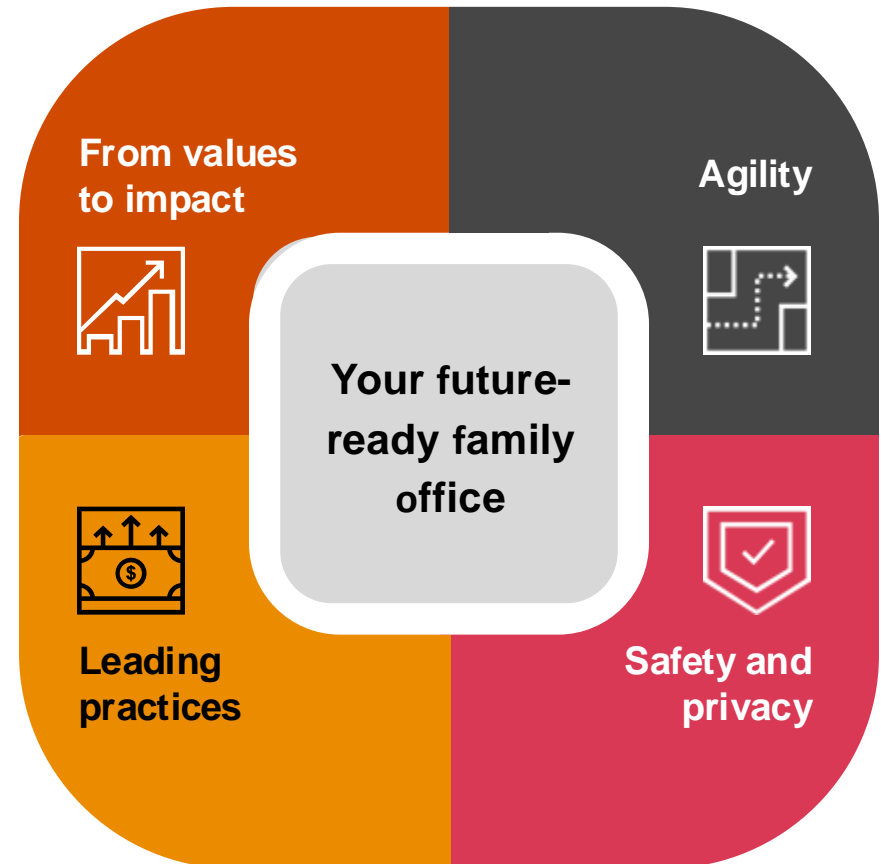 From values
to impact
Agility
Your future-
ready family
office
$
Leading
practices
Safety and
privacy